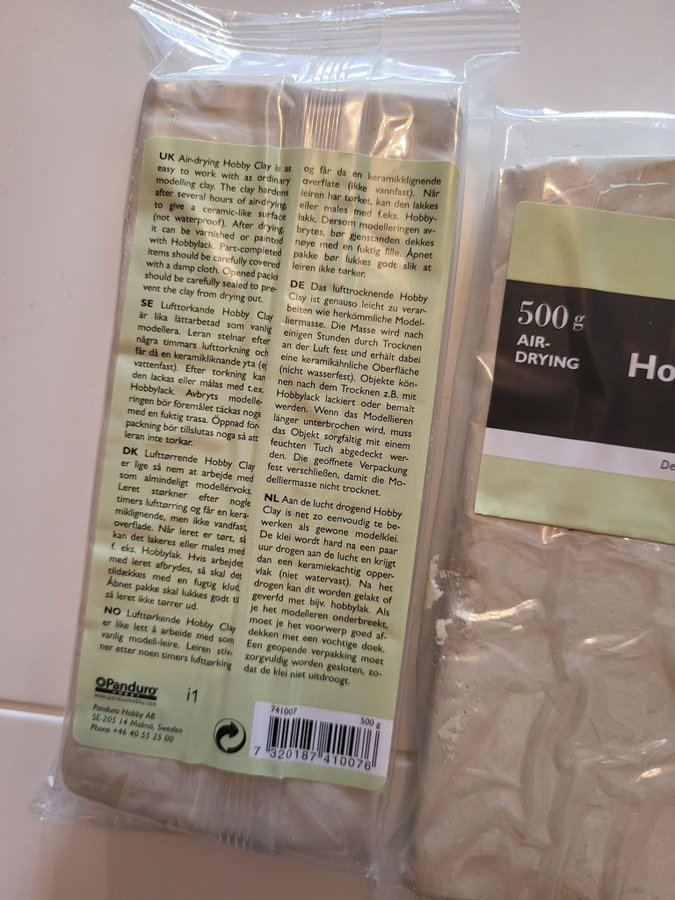 UK Air-drying Hobby Clay is as
easy to work with as ordinary
modelling clay. The clay hardens
after several hours of air-drying,
to give a ceramic-like surface
(not waterproof). After drying,
it can be varnished or painted
with Hobbylack. Part-completed
items should be carefully covered
with a damp cloth. Opened packs
should be carefully sealed to pre-
vent the clay from drying out.
SE Lufttorkande Hobby Clay
är lika lättarbetad som vanlig
modellera. Leran stelnar efter
några timmars lufttorkning och
får då en keramikliknande yta (ej
vattenfast). Efter torkning kan
den lackas eller målas med t.ex.
Hobbylack. Avbryts modelle-
ringen bör föremålet täckas noga
med en fuktig trasa. Öppnad för-
packning bör tillslutas noga så att
leran inte torkar.
DK Lufttørrende Hobby Clay
er lige så nem at arbejde med
som almindeligt modellérvoks.
Leret størkner efter nogle
timers lufttørring og får en kera-
miklignende, men ikke vandfast,
overflade. Når leret er tørt, så
kan det lakeres eller males med
f. eks. Hobbylak. Hvis arbejdet
med leret afbrydes, så skal det
tildækkes med en fugtig klud.
Åbnet pakke skal lukkes godt til
så leret ikke tørrer ud.
NO Lufttørkende Hobby Clay
er like lett å arbeide med som
vanlig modell-leire. Leiren stiv-
ner etter noen timers lufttørking
og får da en keramikklignende
overflate (ikke vannfast). Når
leiren har tørket, kan den lakkes
eller males med f.eks. Hobby-
lakk. Dersom modelleringen av-
brytes, bør gjenstanden dekkes
nøye med en fuktig fille. Åpnet
pakke bør lukkes godt slik at
leiren ikke tørker.
DE Das lufttrocknende Hobby
Clay ist genauso leicht zu verar-
beiten wie herkömmliche Model-
liermasse. Die Masse wird nach
einigen Stunden durch Trocknen
an der Luft fest und erhält dabei
eine keramikähnliche Oberfläche
(nicht wasserfest). Objekte kön-
nen nach dem Trocknen z.B. mit
Hobbylack lackiert oder bemalt
werden. Wenn das Modellieren
länger unterbrochen wird, muss
das Objekt sorgfältig mit einem
feuchten Tuch abgedeckt wer-
den. Die geöffnete Verpackung
fest verschließen, damit die Mo-
delliermasse nicht trocknet.
NL Aan de lucht drogend Hobby
Clay is net zo eenvoudig te be-
werken als gewone modelklei.
De klei wordt hard na een paar
uur drogen aan de lucht en krijgt
dan een keramiekachtig opper-
vlak (niet watervast). Na het
drogen kan dit worden gelakt of
geverfd met bijv. hobbylak. Als
je het modelleren onderbreekt,
moet je het voorwerp goed af-
dekken met een vochtige doek.
Een geopende verpakking moet
zorgvuldig worden gesloten, zo-
dat de klei niet uitdroogt.
Panduro
HOBBY
www.pandurohobby.com
Panduro Hobby AB
SE-205 14 Malmö, Sweden
Phone +46 40 55 25 00
i1
741007
500 g
7 320187 410076
500 g
AIR-
DRYING
Ho
De